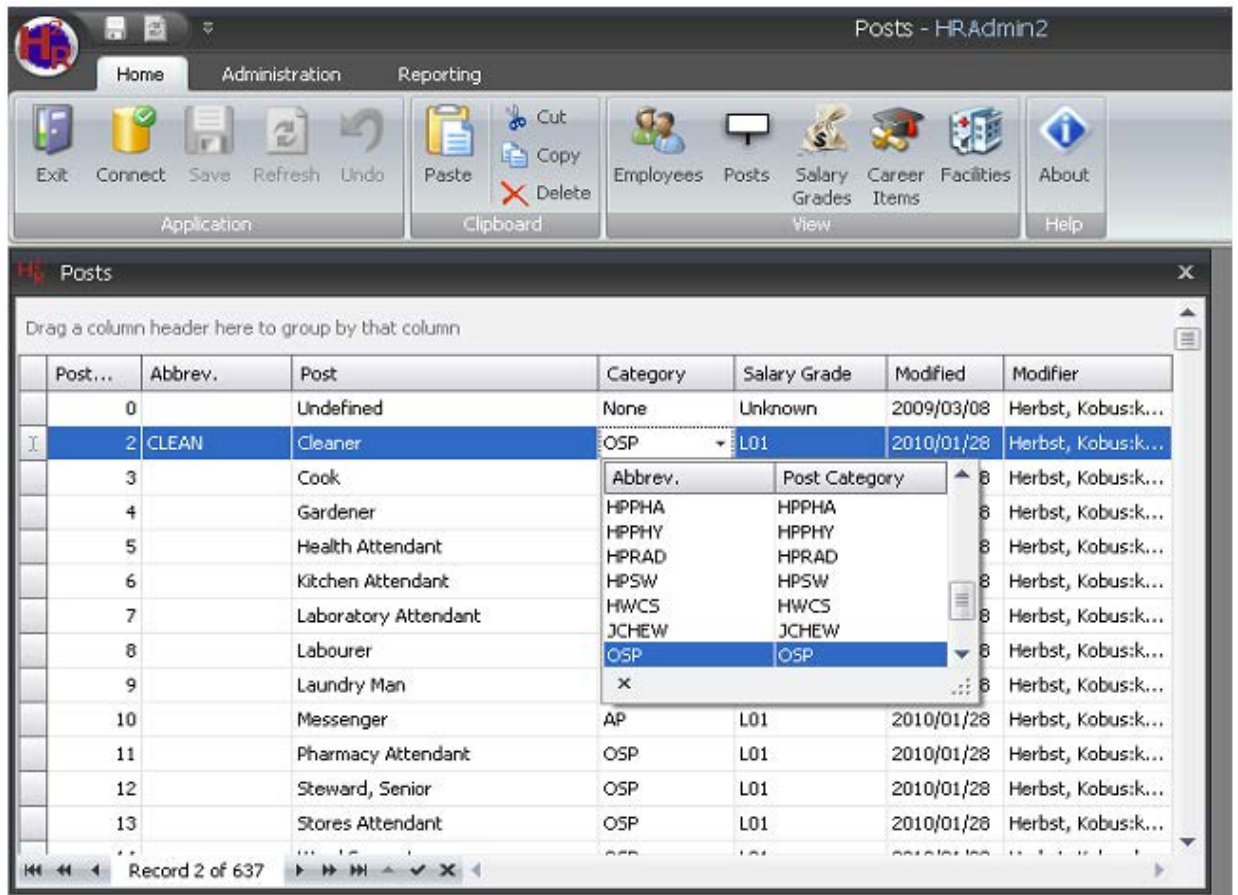 Posts - HRAdmin2
Home Administration Reporting
Exit Connect Save Refresh Undo Paste Cut Copy Delete Employees Posts Salary Grades Career Items Facilities About
Application Clipboard View Help
Posts
Drag a column header here to group by that column
Post... Abbrev. Post Category Salary Grade Modified Modifier
0 Undefined None Unknown 2009/03/08 Herbst, Kobus:k...
2 CLEAN Cleaner OSP L01 2010/01/28 Herbst, Kobus:k...
3 Cook 8 Herbst, Kobus:k...
4 Gardener 8 Herbst, Kobus:k...
5 Health Attendant 8 Herbst, Kobus:k...
6 Kitchen Attendant 8 Herbst, Kobus:k...
7 Laboratory Attendant 8 Herbst, Kobus:k...
8 Labourer 8 Herbst, Kobus:k...
9 Laundry Man 8 Herbst, Kobus:k...
Abbrev. Post Category
HPPHA HPPHA
HPPHY HPPHY
HPRAD HPRAD
HPSW HPSW
HWCS HWCS
JCHEW JCHEW
OSP OSP
10 Messenger AP L01 2010/01/28 Herbst, Kobus:k...
11 Pharmacy Attendant OSP L01 2010/01/28 Herbst, Kobus:k...
12 Steward, Senior OSP L01 2010/01/28 Herbst, Kobus:k...
13 Stores Attendant OSP L01 2010/01/28 Herbst, Kobus:k...
Record 2 of 637